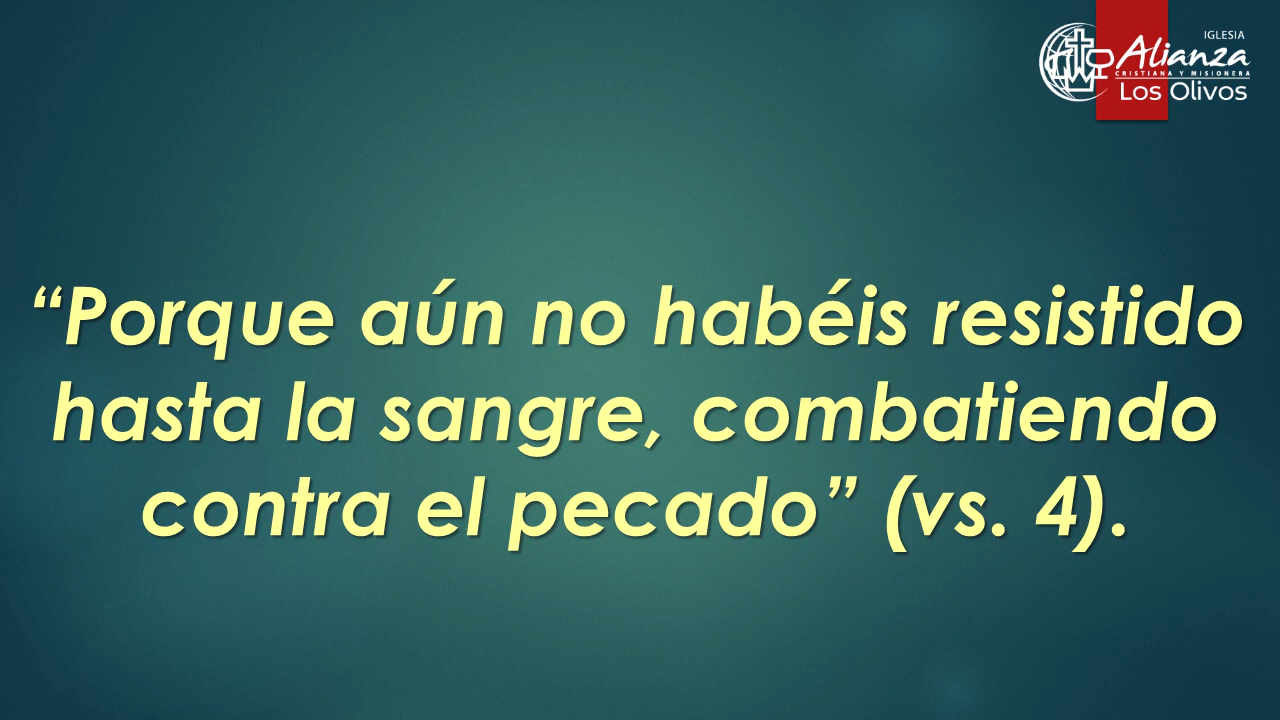 IGLESIA
Alianza
CRISTIANA Y MISIONERA
Los Olivos
“Porque aún no habéis resistido
hasta la sangre, combatiendo
contra el pecado” (vs. 4).